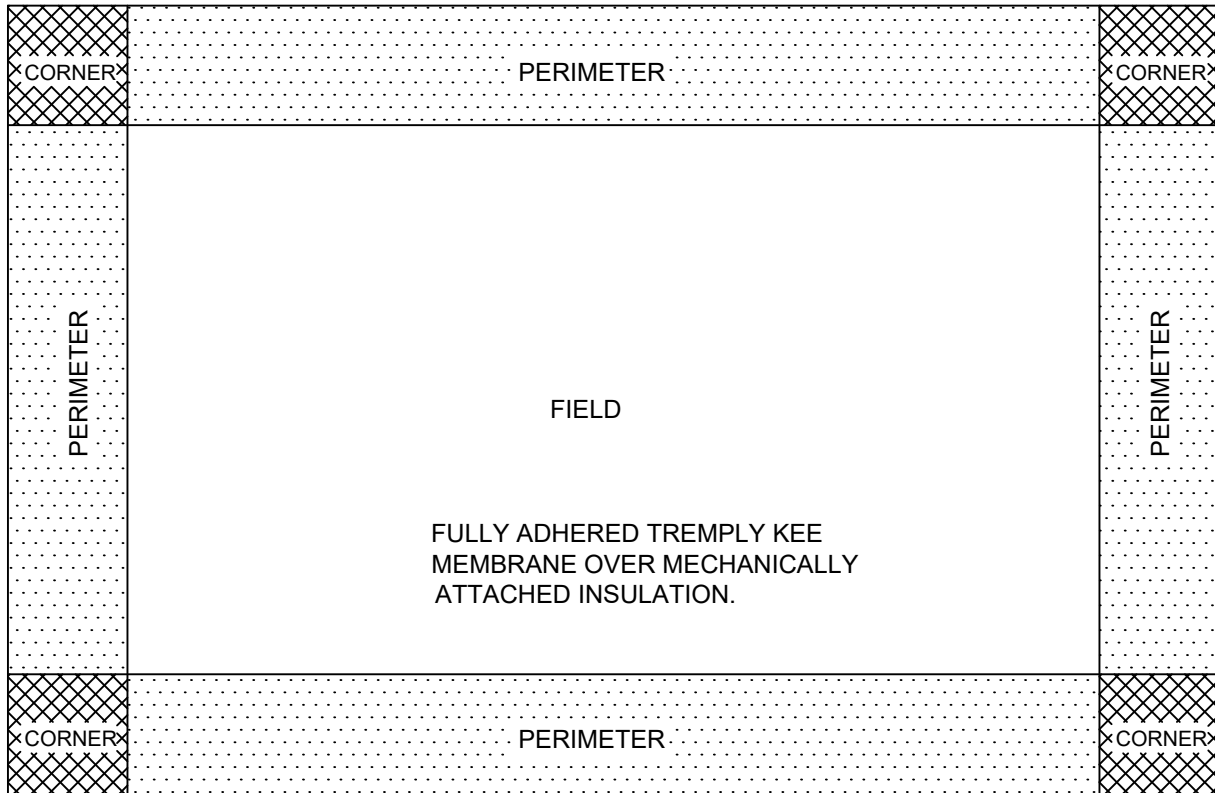 CORNER
PERIMETER
CORNER
PERIMETER
FIELD
PERIMETER
FULLY ADHERED TREMPLY KEE
MEMBRANE OVER MECHANICALLY
ATTACHED INSULATION.
CORNER
PERIMETER
CORNER